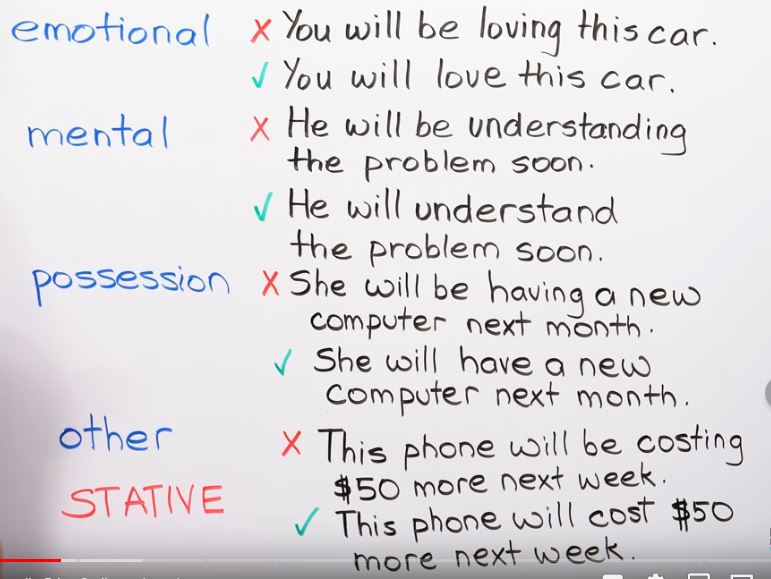 emotional X You will be loving this car.
✓ You will love this car.
mental X He will be understanding
the problem soon.
✓ He will understand
the problem soon.
possession X She will be having a new
computer next month.
✓ She will have a new
computer next month.
other X This phone will be costing
$50 more next week.
STATIVE
✓ This phone will cost $50
more next week.